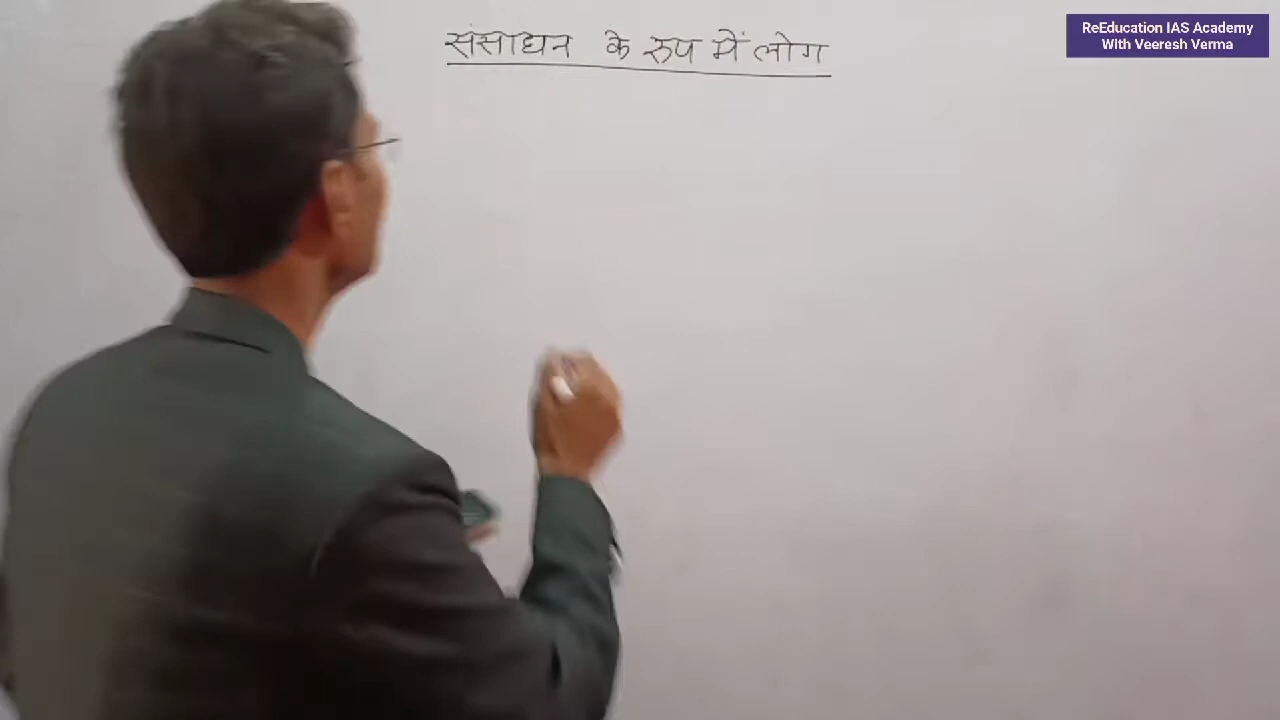 संसाधन के रुप में लोग
ReEducation IAS Academy
With Veeresh Verma